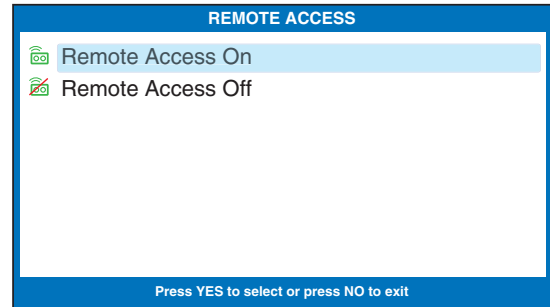 REMOTE ACCESS
Remote Access On
Remote Access Off
Press YES to select or press NO to exit